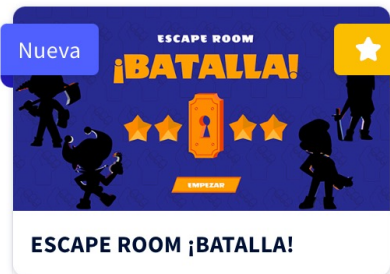 Nueva
ESCAPE ROOM
¡BATALLA!
EMPEZAR
ESCAPE ROOM ¡BATALLA!